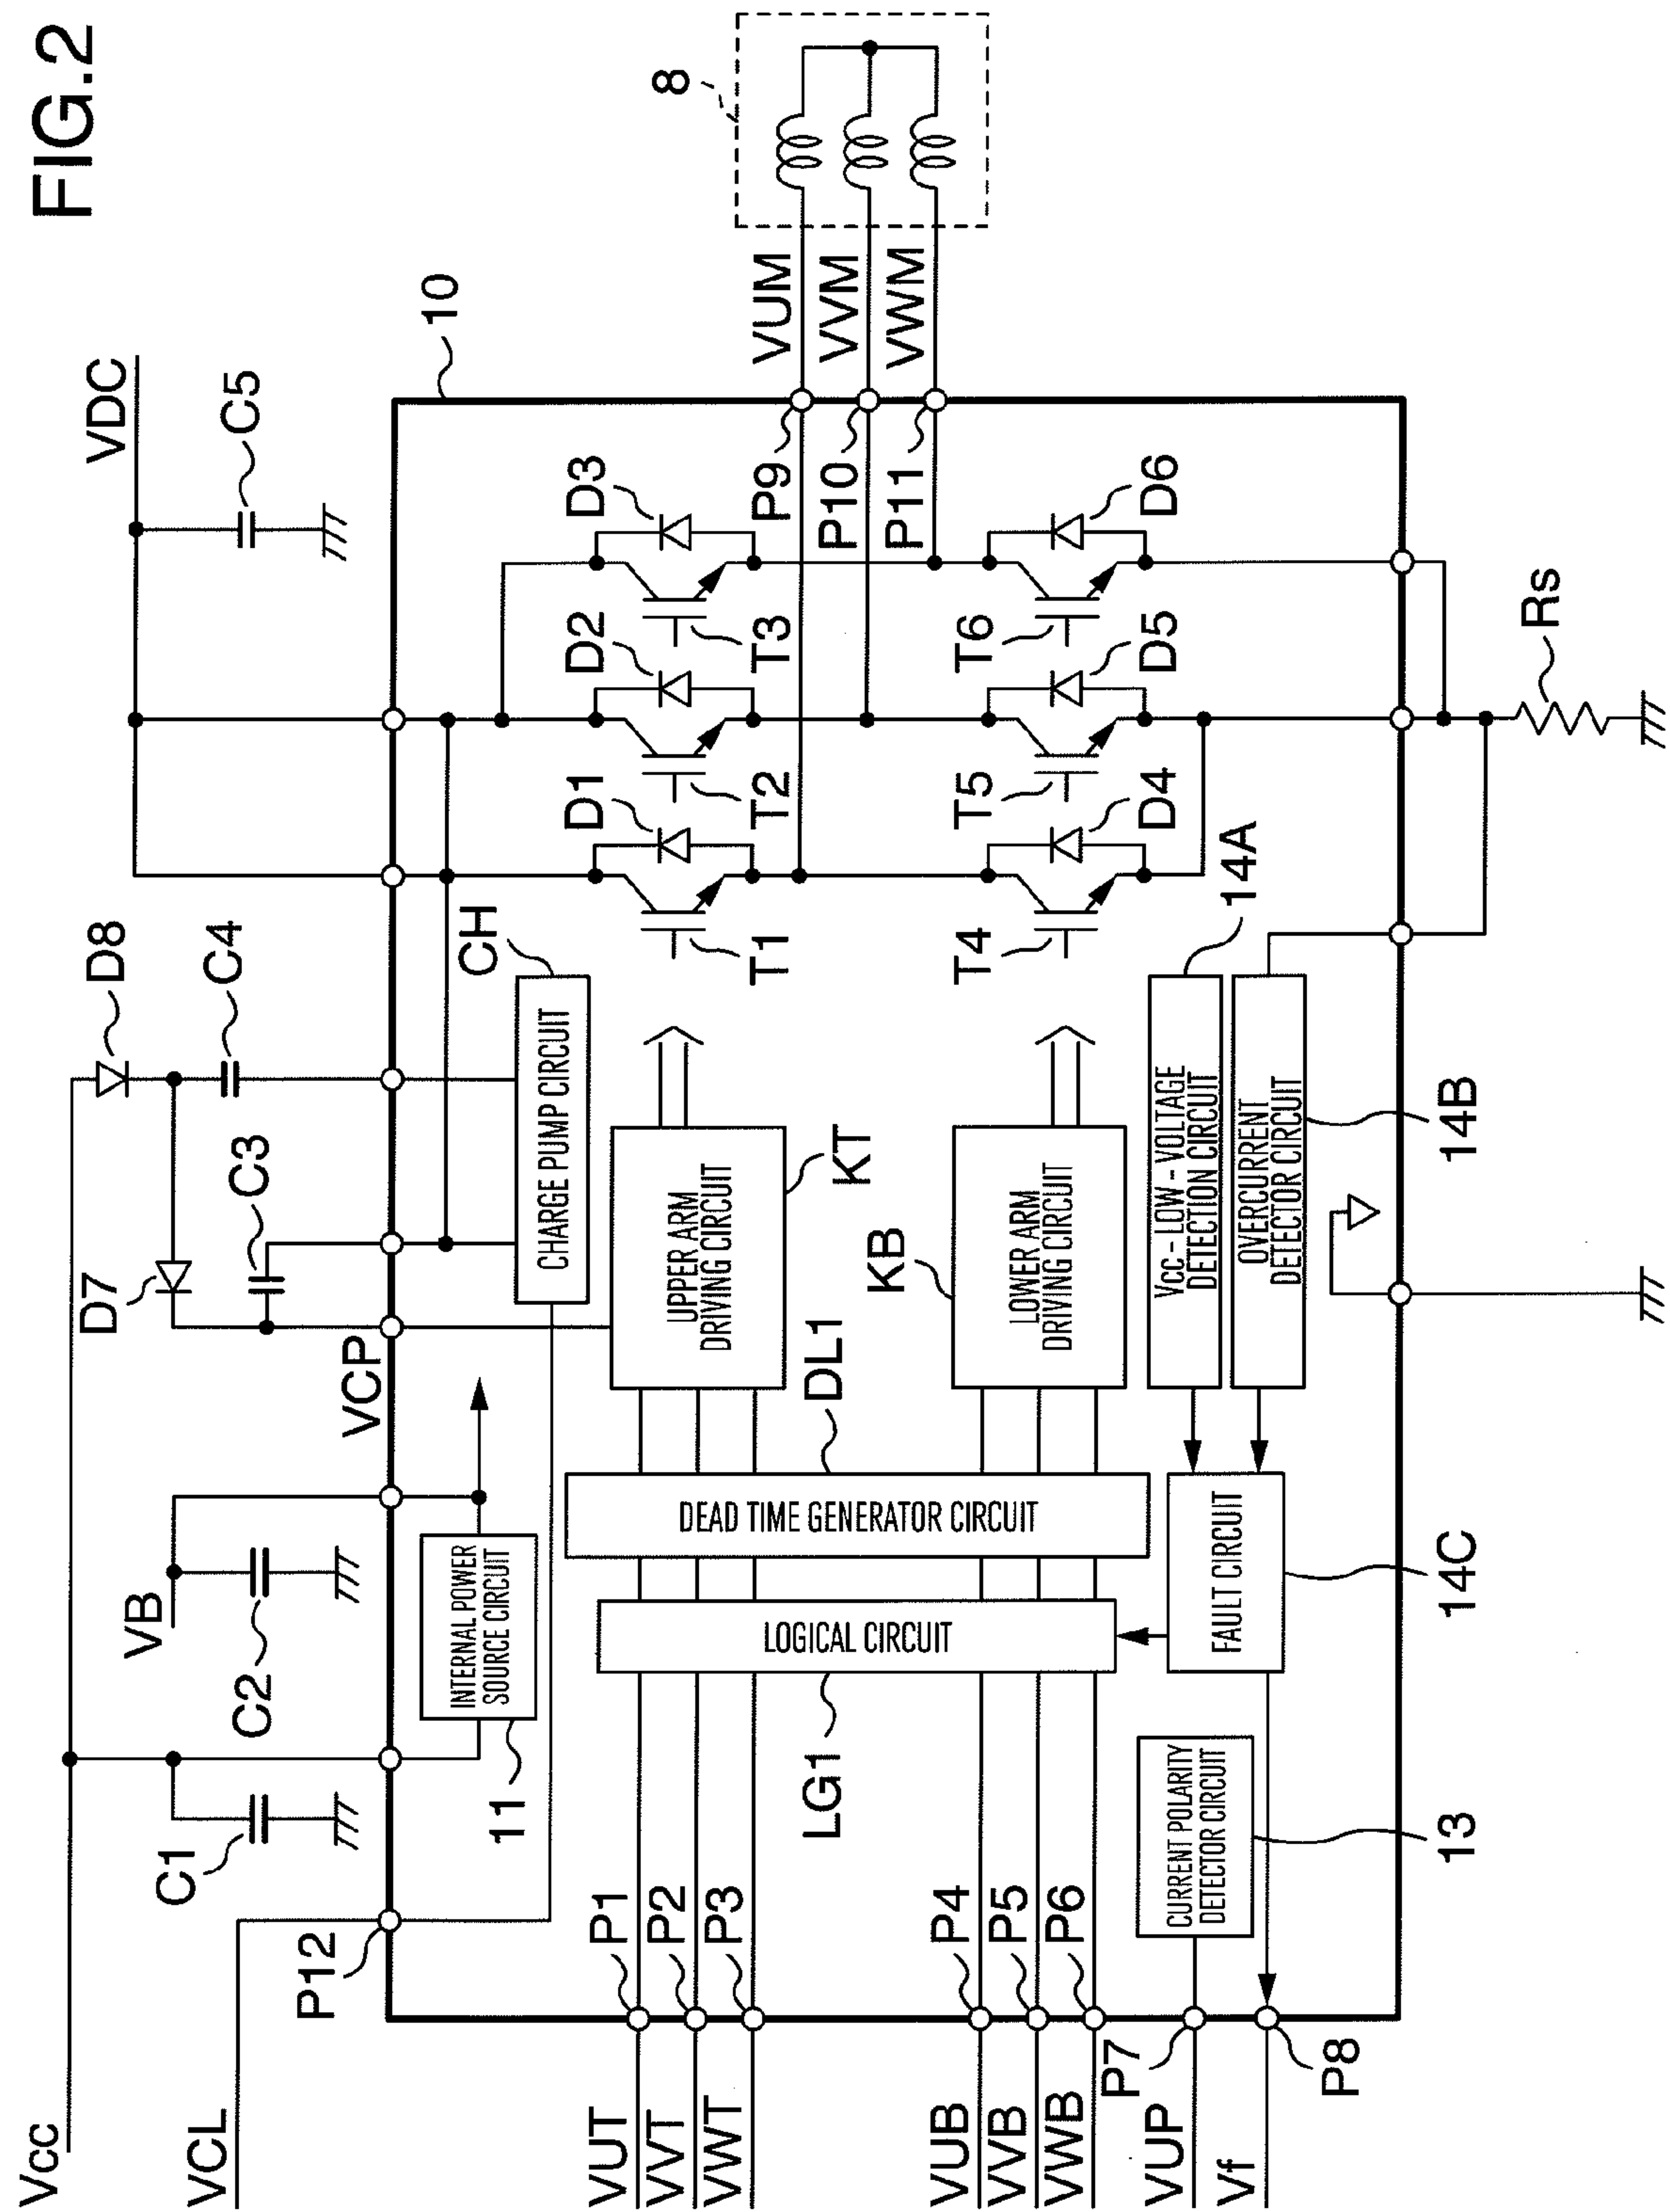 FIG.2
Vcc
VCL
C1
C2
VB
D7
D8
C3
C4
VDC
C5
P12
VCP
CH
10
11
INTERNAL POWER
SOURCE CIRCUIT
CHARGE PUMP CIRCUIT
VUT
VVT
VWT
P1
P2
P3
LG1
LOGICAL CIRCUIT
DL1
DEAD TIME GENERATOR CIRCUIT
UPPER ARM
DRIVING CIRCUIT
KT
T1
D1
T2
D2
T3
D3
P9
P10
P11
VUM
VVM
VWM
8
VUB
VVB
VWB
P4
P5
P6
KB
LOWER ARM
DRIVING CIRCUIT
T4
D4
T5
D5
T6
D6
VUP
Vf
P7
P8
CURRENT POLARITY
DETECTOR CIRCUIT
13
FAULT CIRCUIT
14C
Vcc-LOW-VOLTAGE
DETECTION CIRCUIT
14A
OVERCURRENT
DETECTOR CIRCUIT
14B
Rs